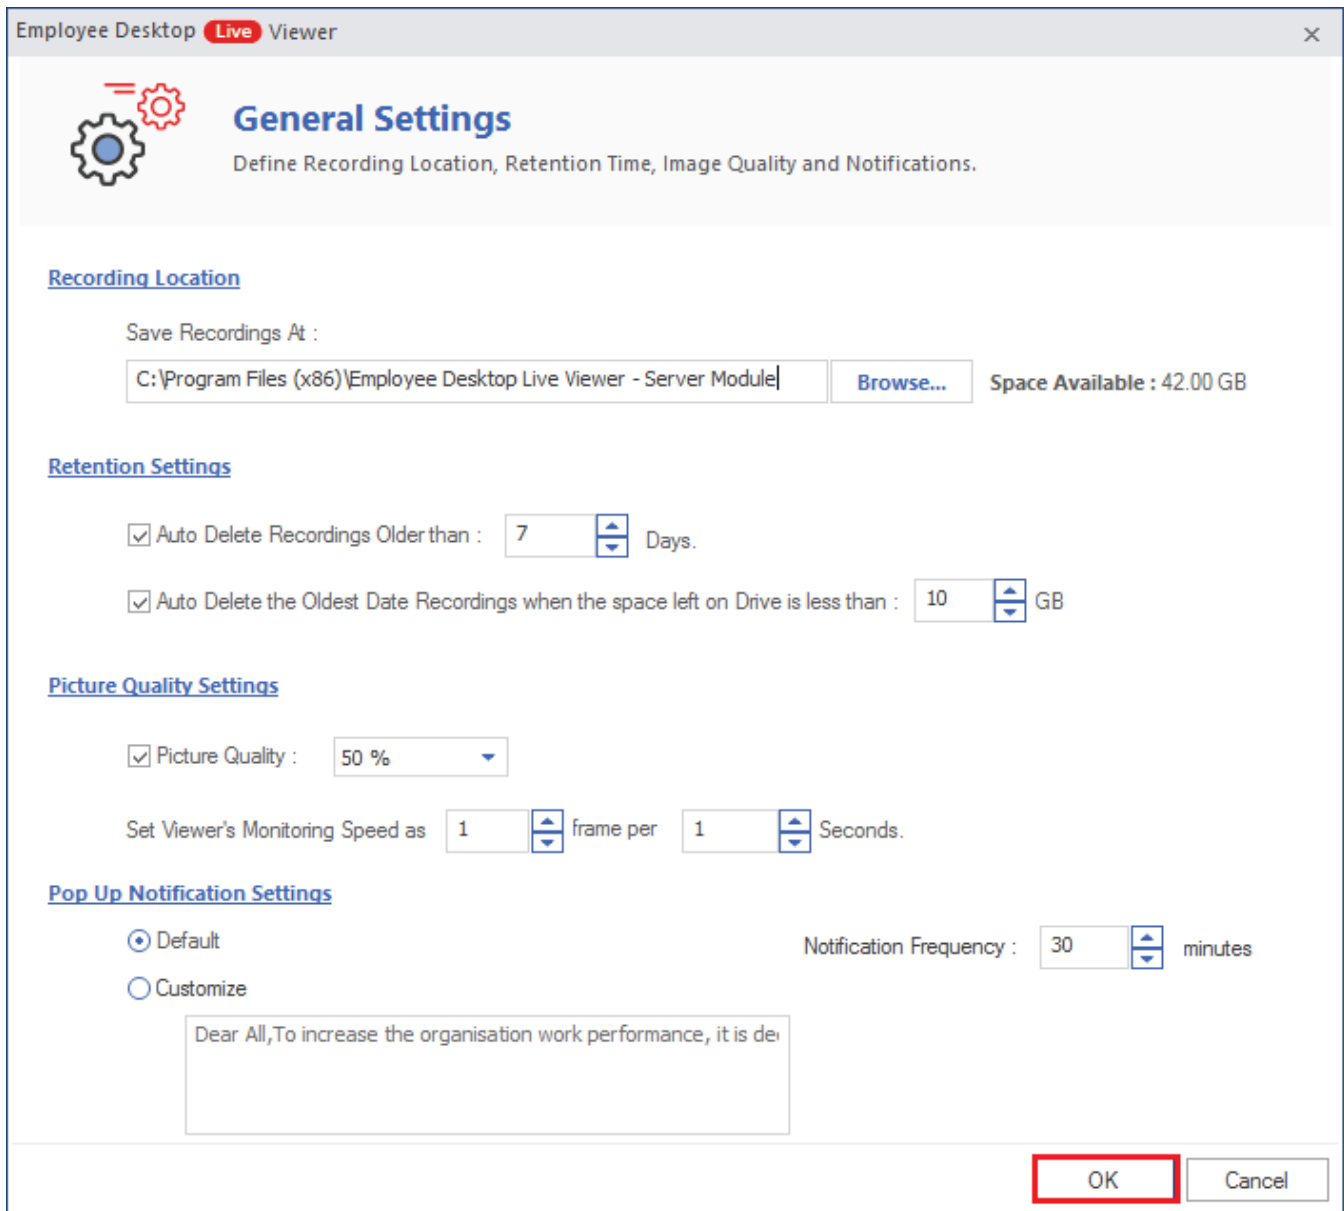 Employee Desktop Live Viewer
General Settings
Define Recording Location, Retention Time, Image Quality and Notifications.
Recording Location
Save Recordings At :
C:\Program Files (x86)\Employee Desktop Live Viewer - Server Module Browse... Space Available : 42.00 GB
Retention Settings
Auto Delete Recordings Older than : 7 Days.
Auto Delete the Oldest Date Recordings when the space left on Drive is less than : 10 GB
Picture Quality Settings
Picture Quality : 50 %
Set Viewer's Monitoring Speed as 1 frame per 1 Seconds.
Pop Up Notification Settings
Default Notification Frequency : 30 minutes
Customize
Dear All,To increase the organisation work performance, it is de
OK Cancel